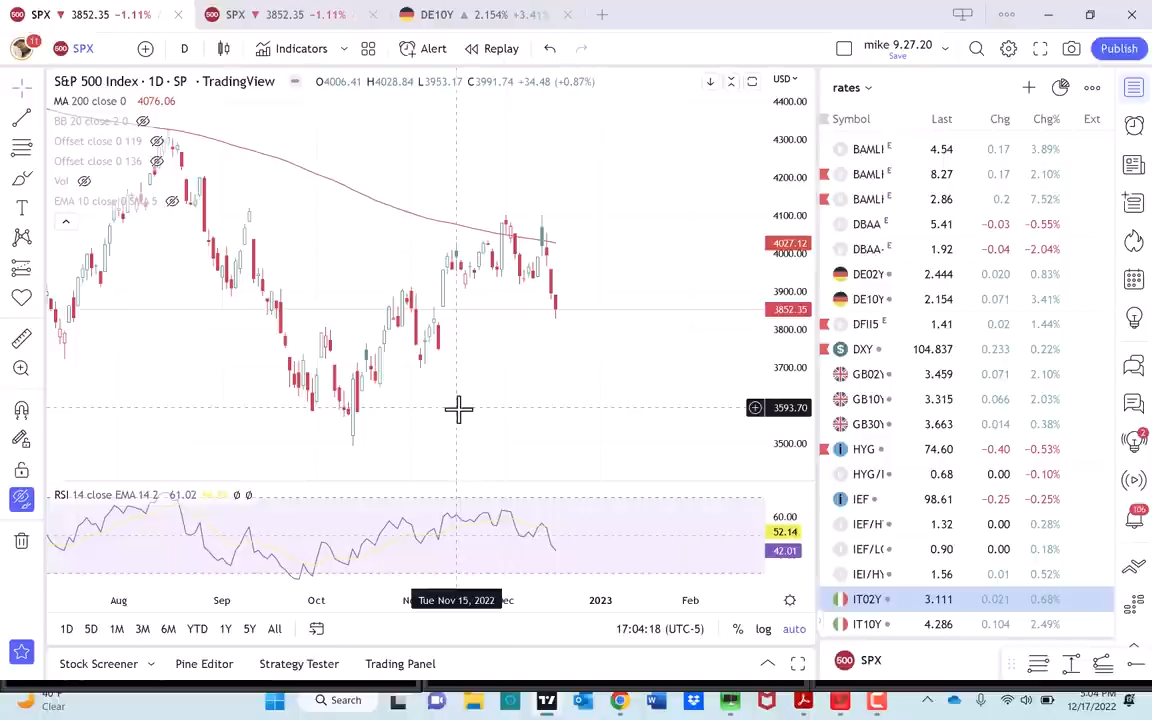 SPX ▼ 3852.35 −1.11%
SPX ▼ 3852.35 −1.11%
DE10Y ▲ 2.154% +3.41%
11
500 SPX
D
Indicators
Alert
Replay
mike 9.27.20
Save
Publish
S&P 500 Index · 1D · SP · TradingView
O4006.41 H4028.84 L3953.17 C3991.74 +34.48 (+0.87%)
USD
MA 200 close 0 4076.06
BB 20 close 2 0
Offset close 0 119
Offset close 0 136
Vol
EMA 10 close 0 SMA 5
4400.00
4300.00
4200.00
4100.00
4027.12
4000.00
3900.00
3852.35
3800.00
3700.00
3593.70
3500.00
RSI 14 close EMA 14 2 61.02 Ø Ø
60.00
52.14
42.01
Aug
Sep
Oct
Tue Nov 15, 2022
2023
Feb
1D 5D 1M 3M 6M YTD 1Y 5Y All
17:04:18 (UTC-5)
% log auto
Stock Screener
Pine Editor
Strategy Tester
Trading Panel
rates
Symbol Last Chg Chg% Ext
BAMLI E 4.54 0.17 3.89%
BAMLI E 8.27 0.17 2.10%
BAMLI E 2.86 0.2 7.52%
DBAA E 5.41 −0.03 −0.55%
DBAA- E 1.92 −0.04 −2.04%
DE02Y 2.444 0.020 0.83%
DE10Y 2.154 0.071 3.41%
DFII5 E 1.41 0.02 1.44%
DXY 104.837 0.233 0.22%
GB02Y 3.459 0.071 2.10%
GB10Y 3.315 0.066 2.03%
GB30Y 3.663 0.014 0.38%
HYG 74.60 −0.40 −0.53%
HYG/I 0.68 0.00 −0.10%
IEF 98.61 −0.25 −0.25%
IEF/H 1.32 0.00 0.28%
IEF/LC 0.90 0.00 0.18%
IEI/HY 1.56 0.01 0.52%
IT02Y 3.111 0.021 0.68%
IT10Y 4.286 0.104 2.49%
500 SPX
2
106
40°F
Clear
Search
5:04 PM
12/17/2022